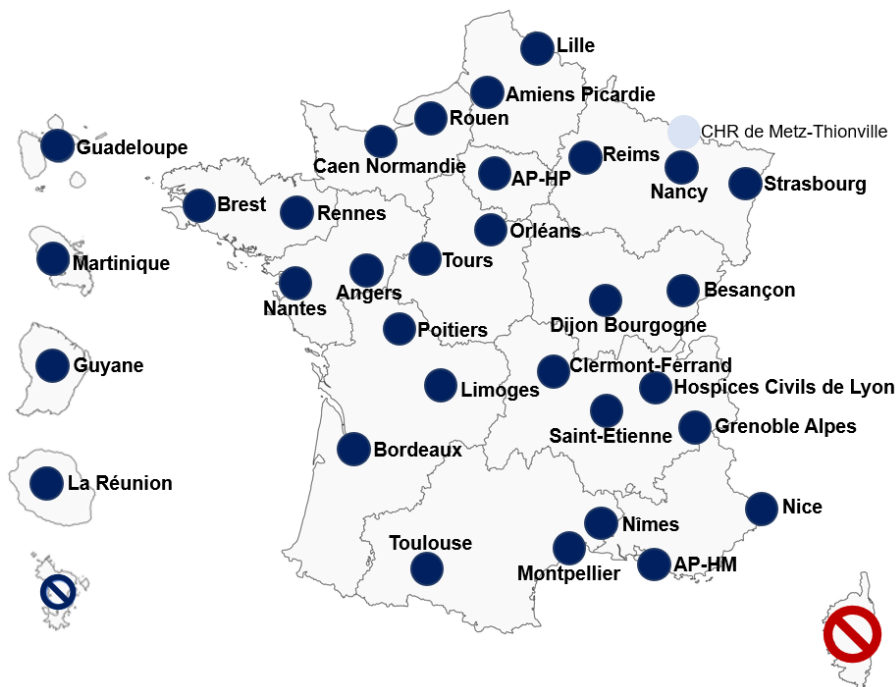 Lille
Amiens Picardie
Rouen
CHR de Metz-Thionville
Guadeloupe
Caen Normandie
Reims
AP-HP
Nancy
Strasbourg
Brest
Rennes
Orléans
Martinique
Tours
Angers
Nantes
Besançon
Dijon Bourgogne
Poitiers
Guyane
Clermont-Ferrand
Limoges
Hospices Civils de Lyon
Saint-Etienne
Grenoble Alpes
Bordeaux
La Réunion
Nice
Nîmes
Toulouse
Montpellier
AP-HM